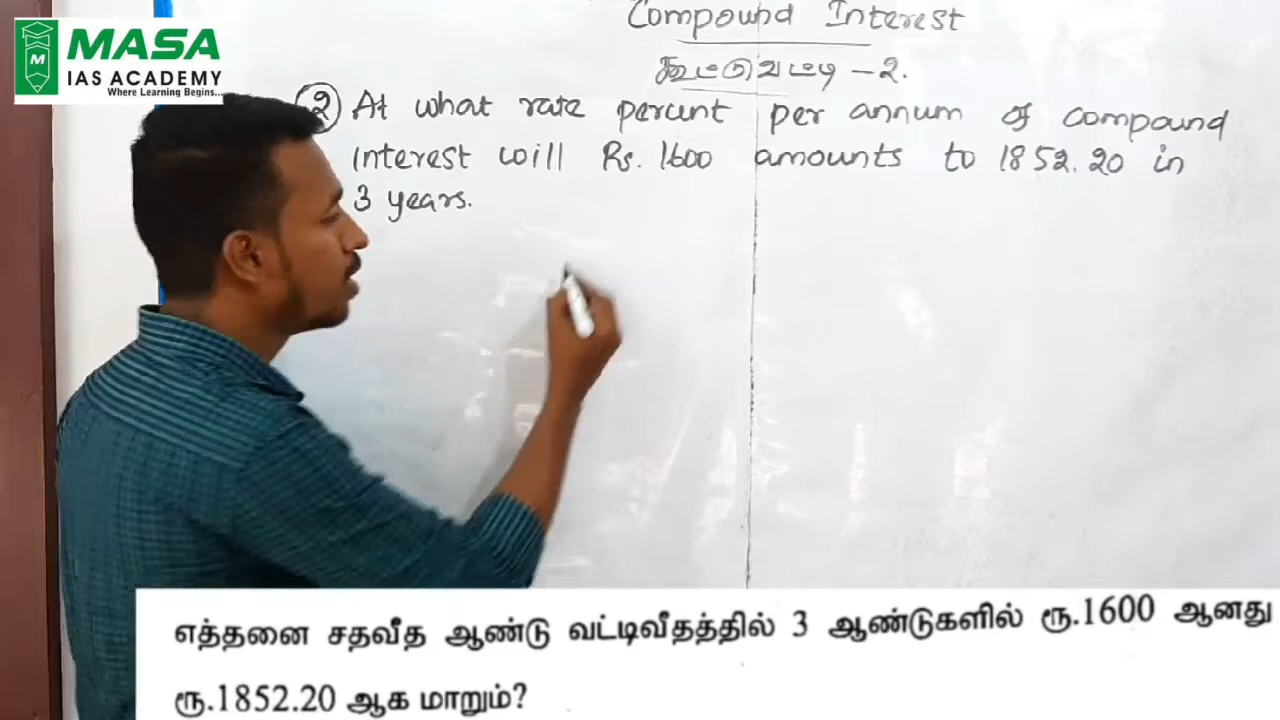 MASA
IAS ACADEMY
Where Learning Begins...
M
Compound Interest
கூட்டுவட்டி - 2.
② At what rate percent per annum of compound
interest will Rs. 1600 amounts to 1852.20 in
3 years.
எத்தனை சதவீத ஆண்டு வட்டிவீதத்தில் 3 ஆண்டுகளில் ரூ.1600 ஆனது
ரூ.1852.20 ஆக மாறும்?